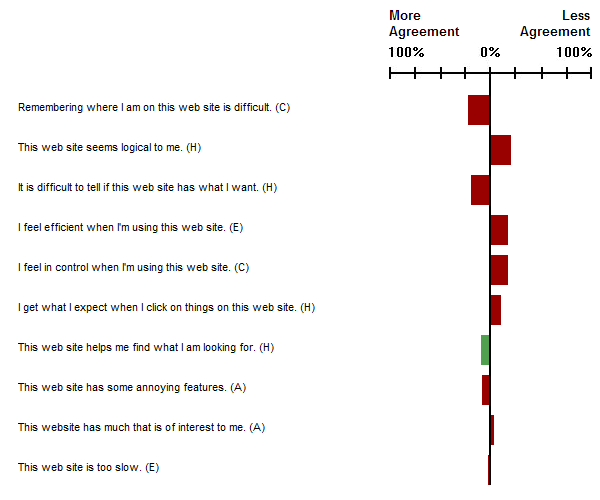 More Less
Agreement Agreement
100% 0% 100%
Remembering where I am on this web site is difficult. (C)
This web site seems logical to me. (H)
It is difficult to tell if this web site has what I want. (H)
I feel efficient when I'm using this web site. (E)
I feel in control when I'm using this web site. (C)
I get what I expect when I click on things on this web site. (H)
This web site helps me find what I am looking for. (H)
This web site has some annoying features. (A)
This website has much that is of interest to me. (A)
This web site is too slow. (E)